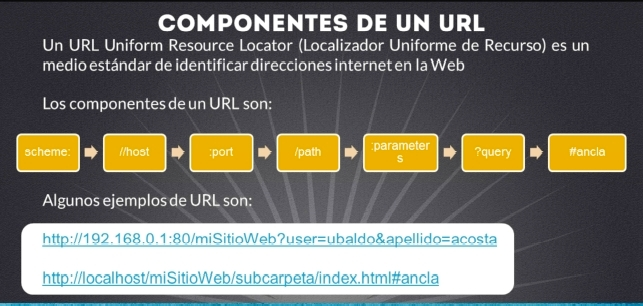 COMPONENTES DE UN URL
Un URL Uniform Resource Locator (Localizador Uniforme de Recurso) es un
medio estándar de identificar direcciones internet en la Web
Los componentes de un URL son:
scheme: //host :port /path :parameters ?query #ancla
Algunos ejemplos de URL son:
http://192.168.0.1:80/miSitioWeb?user=ubaldo&apellido=acosta
http://localhost/miSitioWeb/subcarpeta/index.html#ancla